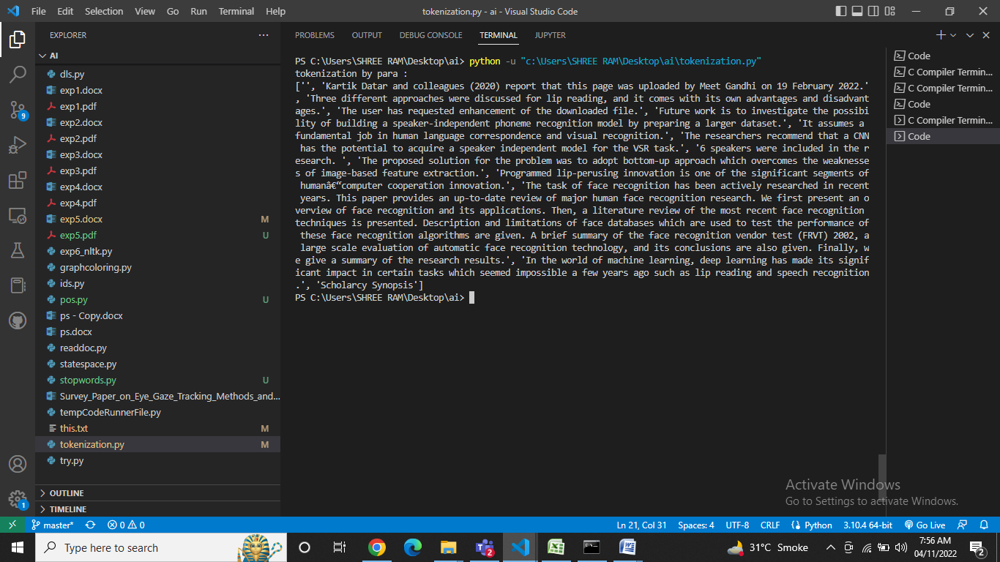 File Edit Selection View Go Run Terminal Help
tokenization.py - ai - Visual Studio Code
EXPLORER
AI
dls.py
exp1.docx
exp1.pdf
exp2.docx
exp2.pdf
exp3.docx
exp3.pdf
exp4.docx
exp4.pdf
exp5.docx M
exp5.pdf U
exp6_nltk.py
graphcoloring.py
ids.py
pos.py U
ps - Copy.docx
ps.docx
readdoc.py
statespace.py
stopwords.py U
Survey_Paper_on_Eye_Gaze_Tracking_Methods_and...
tempCodeRunnerFile.py
this.txt M
tokenization.py M
try.py
OUTLINE
TIMELINE
9
1
PROBLEMS OUTPUT DEBUG CONSOLE TERMINAL JUPYTER
PS C:\Users\SHREE RAM\Desktop\ai> python -u "c:\Users\SHREE RAM\Desktop\ai\tokenization.py"
tokenization by para :
['', 'Kartik Datar and colleagues (2020) report that this page was uploaded by Meet Gandhi on 19 February 2022.'
, 'Three different approaches were discussed for lip reading, and it comes with its own advantages and disadvant
ages.', 'The user has requested enhancement of the downloaded file.', 'Future work is to investigate the possibi
lity of building a speaker-independent phoneme recognition model by preparing a larger dataset.', 'It assumes a
fundamental job in human language correspondence and visual recognition.', 'The researchers recommend that a CNN
has the potential to acquire a speaker independent model for the VSR task.', '6 speakers were included in the r
esearch. ', 'The proposed solution for the problem was to adopt bottom-up approach which overcomes the weaknesse
s of image-based feature extraction.', 'Programmed lip-perusing innovation is one of the significant segments of
humanâ€“computer cooperation innovation.', 'The task of face recognition has been actively researched in recent
years. This paper provides an up-to-date review of major human face recognition research. We first present an o
verview of face recognition and its applications. Then, a literature review of the most recent face recognition
techniques is presented. Description and limitations of face databases which are used to test the performance of
these face recognition algorithms are given. A brief summary of the face recognition vendor test (FRVT) 2002, a
large scale evaluation of automatic face recognition technology, and its conclusions are also given. Finally, w
e give a summary of the research results.', 'In the world of machine learning, deep learning has made its signif
icant impact in certain tasks which seemed impossible a few years ago such as lip reading and speech recognition
.', 'Scholarcy Synopsis']
PS C:\Users\SHREE RAM\Desktop\ai>
Code
C Compiler Termin...
C Compiler Termin...
Code
C Compiler Termin...
Code
Activate Windows
Go to Settings to activate Windows.
master* 0 0 Ln 21, Col 31 Spaces: 4 UTF-8 CRLF Python 3.10.4 64-bit Go Live
Type here to search
2
31°C Smoke
7:56 AM
04/11/2022
2